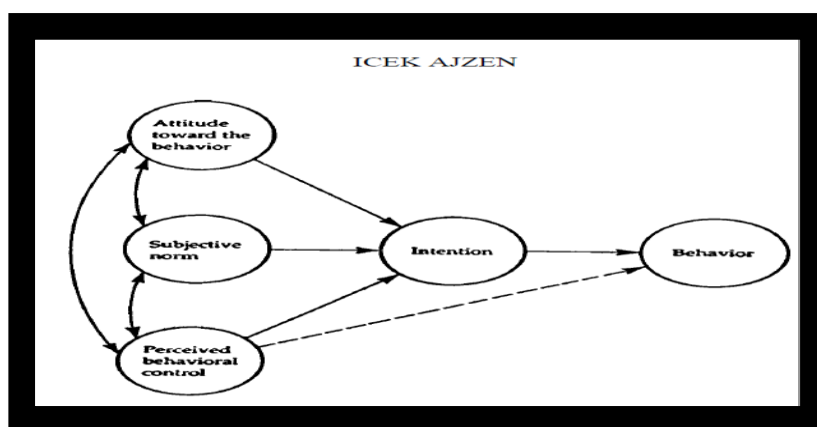 ICEK AJZEN
Attitude
toward the
behavior
Subjective
norm
Intention
Behavior
Perceived
behavioral
control